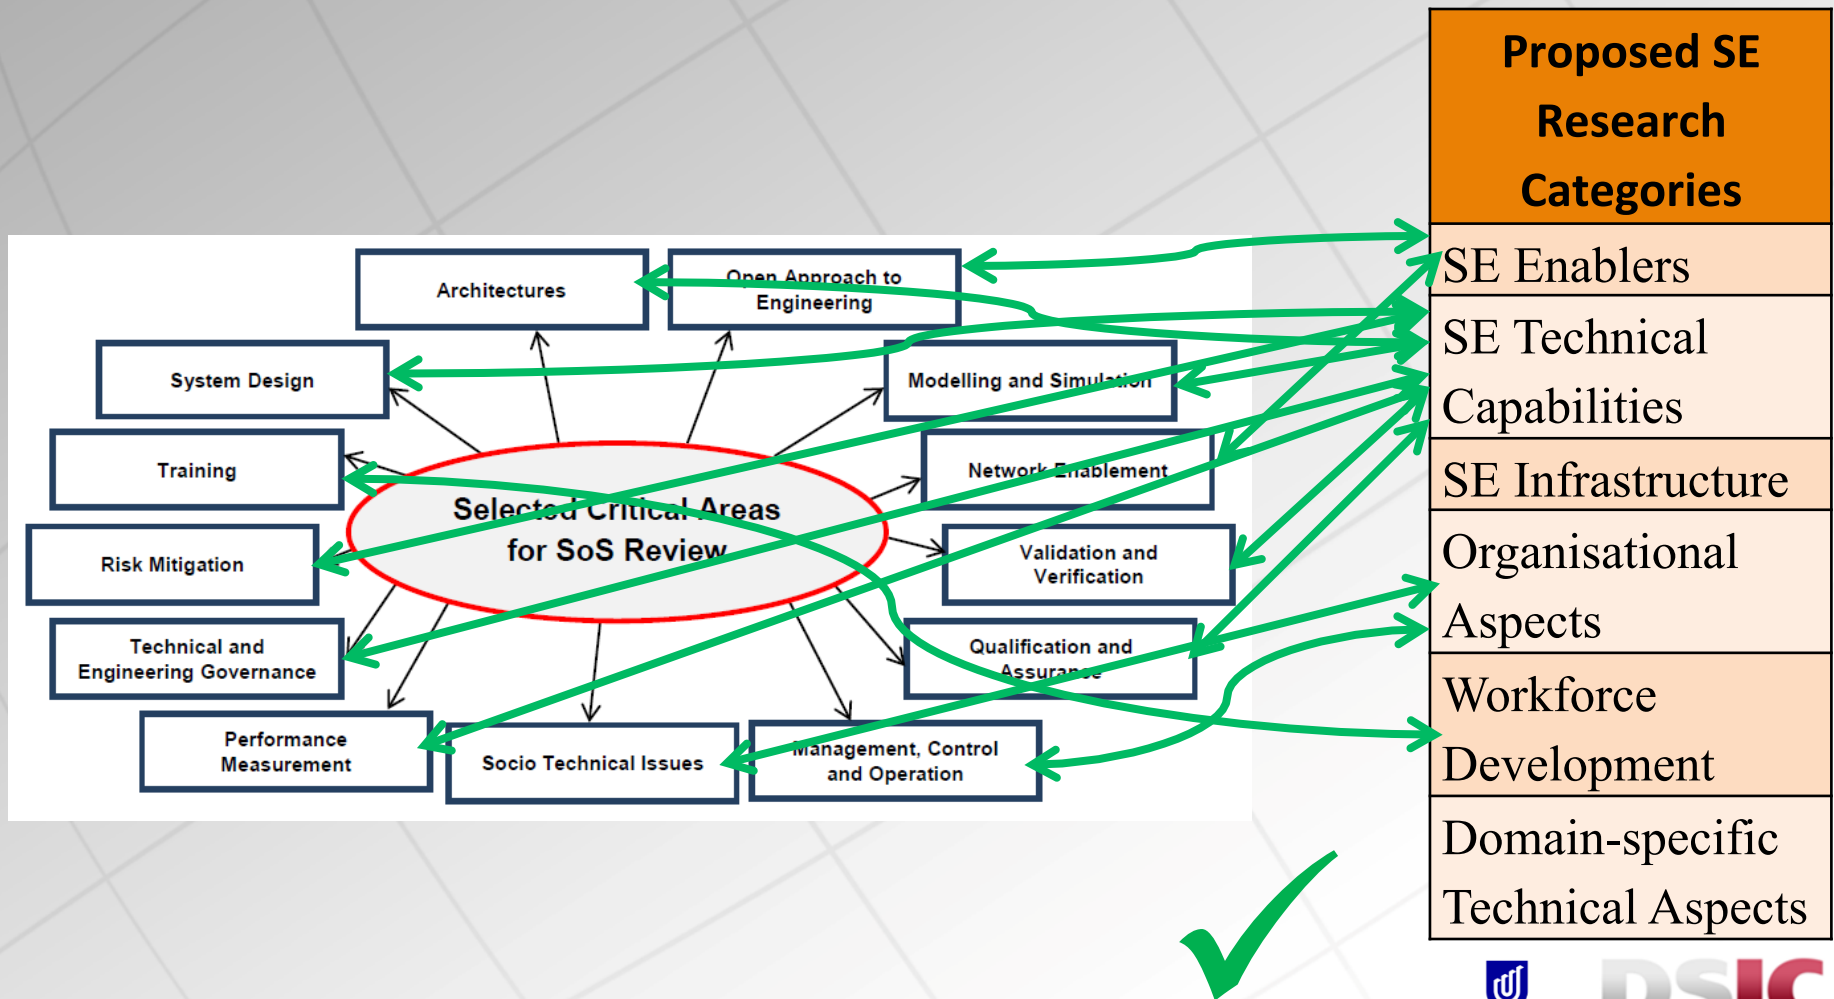 Proposed SE
Research
Categories
SE Enablers
SE Technical
Capabilities
SE Infrastructure
Organisational
Aspects
Workforce
Development
Domain-specific
Technical Aspects
Architectures
Open Approach to
Engineering
System Design
Modelling and Simulation
Training
Network Enablement
Selected Critical Areas
for SoS Review
Risk Mitigation
Validation and
Verification
Technical and
Engineering Governance
Qualification and
Assurance
Performance
Measurement
Socio Technical Issues
Management, Control
and Operation
DSIC